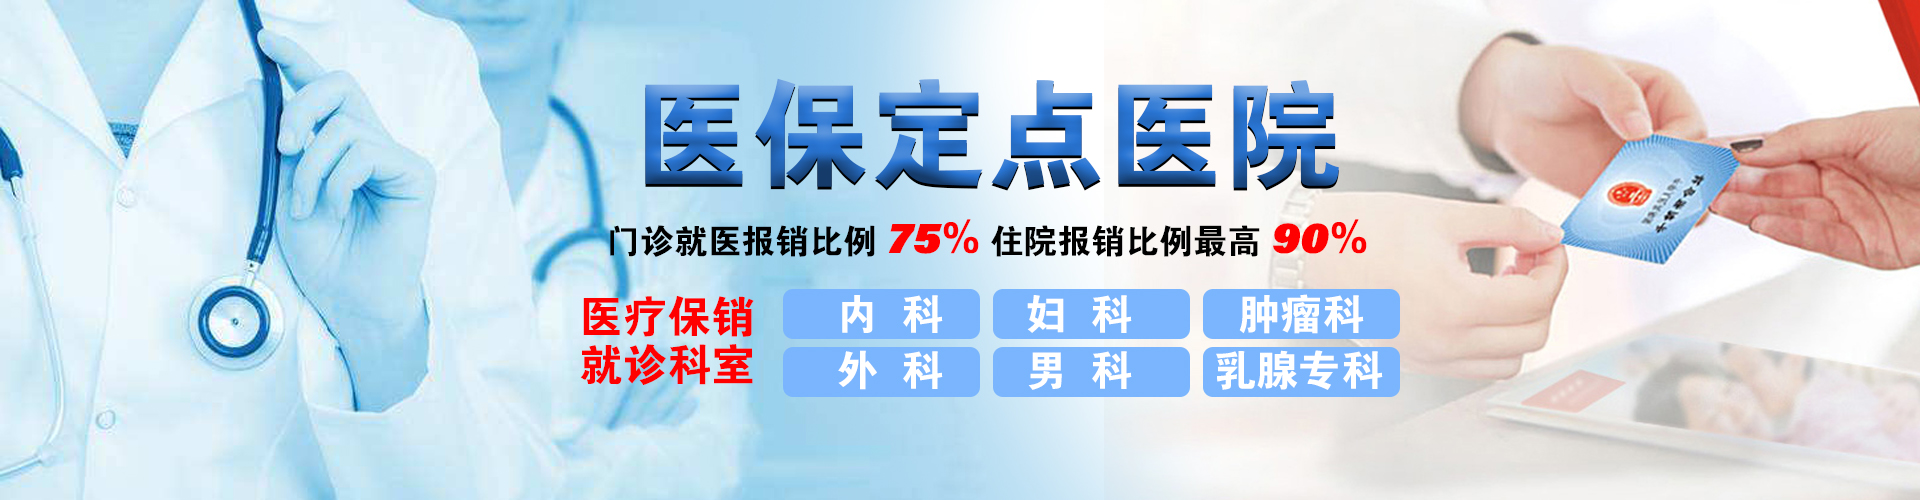 医保定点医院
门诊就医报销比例 75% 住院报销比例最高 90%
医疗保销
就诊科室
内 科 妇 科 肿瘤科
外 科 男 科 乳腺专科